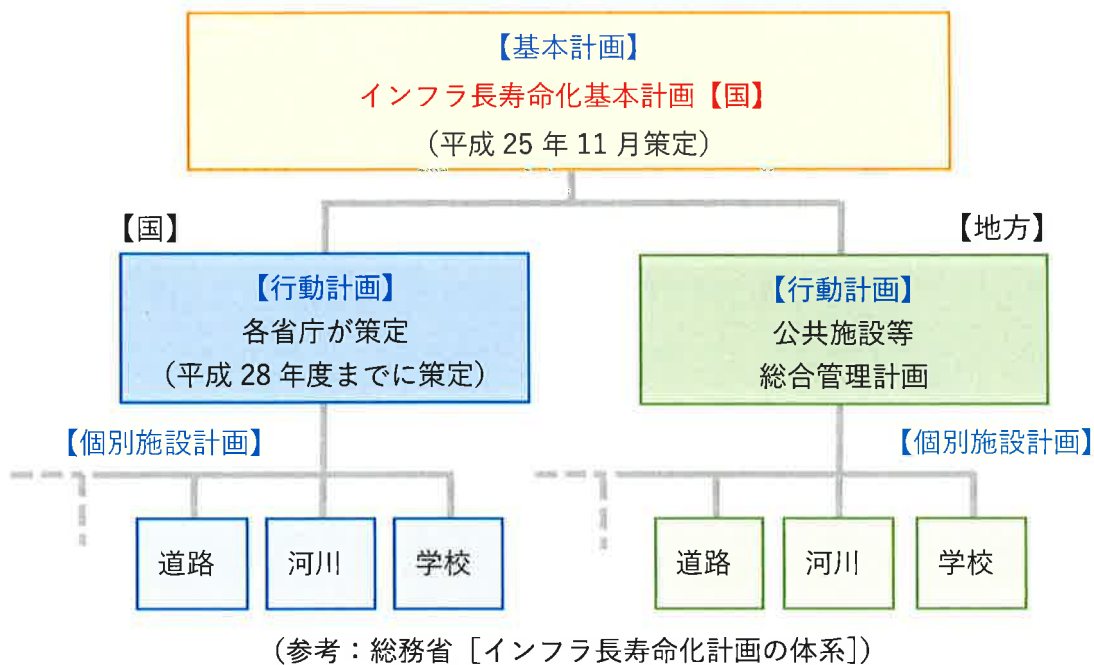 【基本計画】
インフラ長寿命化基本計画【国】
（平成 25 年 11 月策定）
【国】
【地方】
【行動計画】
各省庁が策定
（平成 28 年度までに策定）
【行動計画】
公共施設等
総合管理計画
【個別施設計画】
【個別施設計画】
道路
河川
学校
道路
河川
学校
（参考：総務省［インフラ長寿命化計画の体系］）